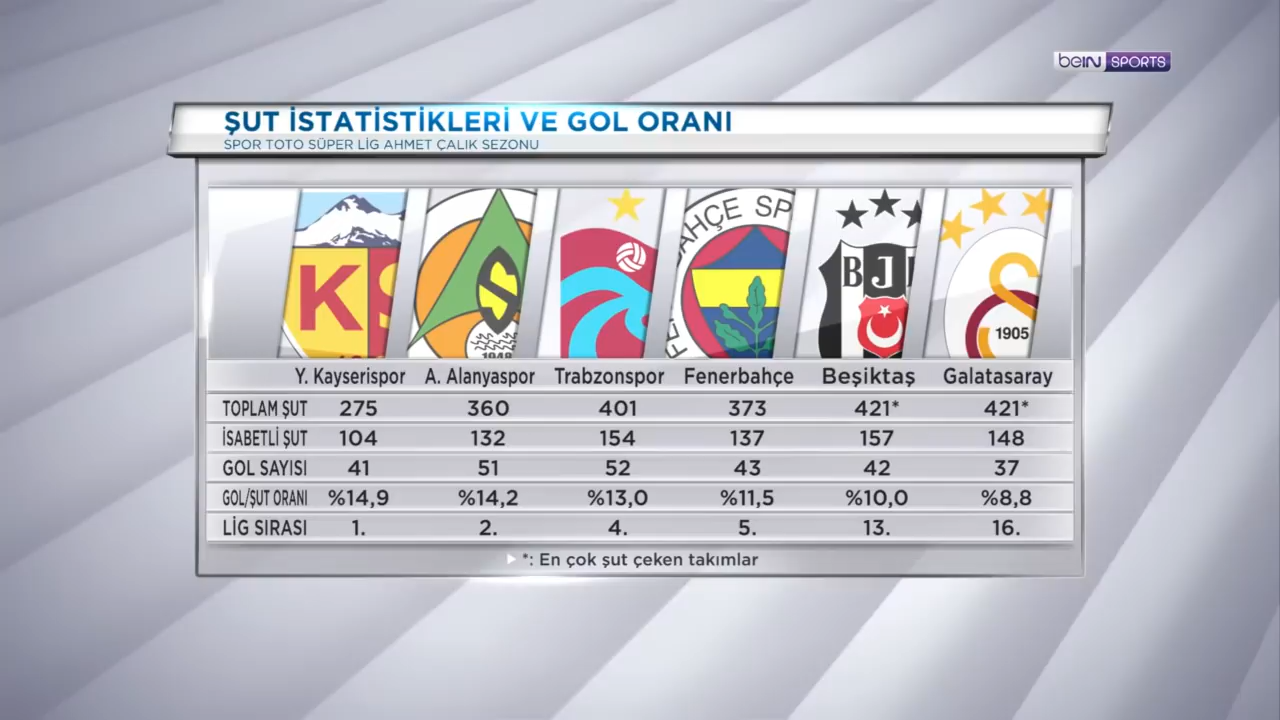 beIN SPORTS
ŞUT İSTATİSTİKLERİ VE GOL ORANI
SPOR TOTO SÜPER LİG AHMET ÇALIK SEZONU
Y. Kayserispor A. Alanyaspor Trabzonspor Fenerbahçe Beşiktaş Galatasaray
TOPLAM ŞUT 275 360 401 373 421* 421*
İSABETLİ ŞUT 104 132 154 137 157 148
GOL SAYISI 41 51 52 43 42 37
GOL/ŞUT ORANI %14,9 %14,2 %13,0 %11,5 %10,0 %8,8
LİG SIRASI 1. 2. 4. 5. 13. 16.
*: En çok şut çeken takımlar
KS
S
1948
AHÇE SP
FE
BJ
1905